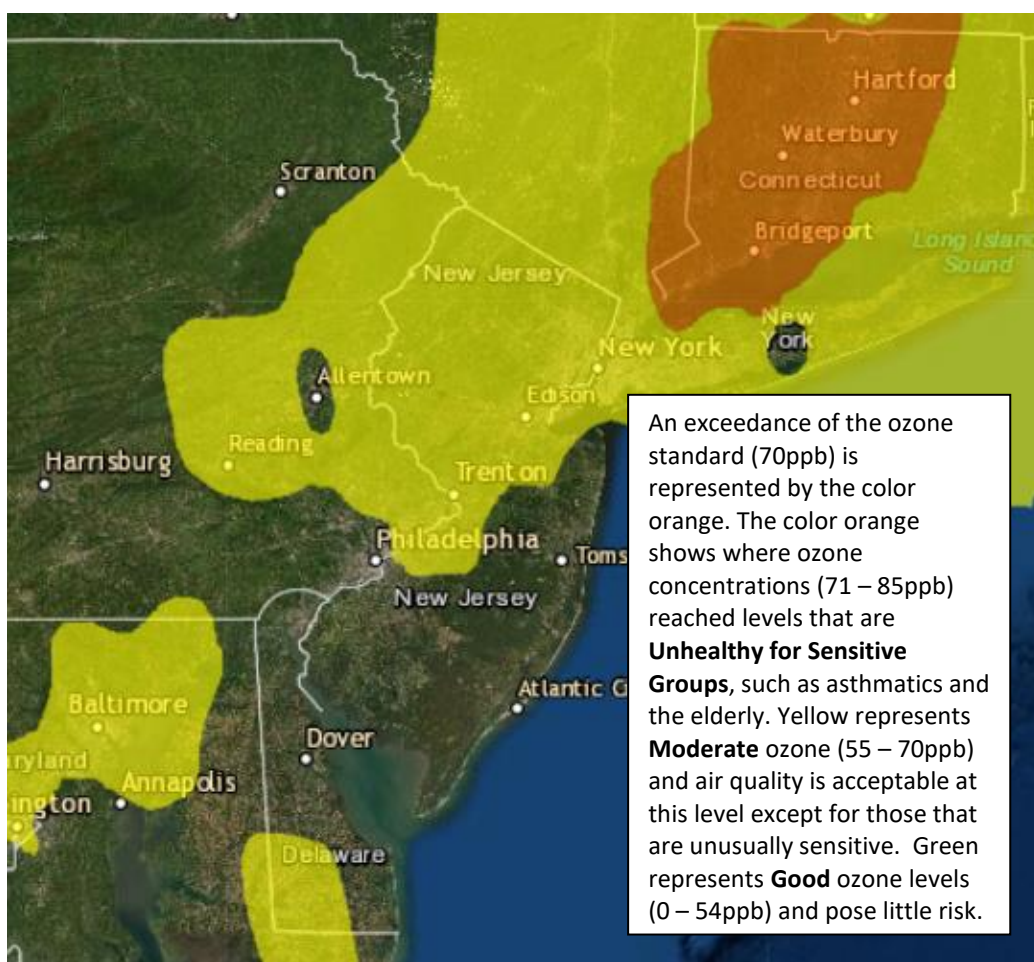 Hartford
Waterbury
Connecticut
Scranton
Bridgeport
Long Island
Sound
New Jersey
New
York
New York
Allentown
Edison
Reading
Harrisburg
Trenton
Philadelphia
Toms
New Jersey
Baltimore
Atlantic C
Dover
aryland
Annapolis
ington
Delaware
An exceedance of the ozone
standard (70ppb) is
represented by the color
orange. The color orange
shows where ozone
concentrations (71 – 85ppb)
reached levels that are
Unhealthy for Sensitive
Groups, such as asthmatics and
the elderly. Yellow represents
Moderate ozone (55 – 70ppb)
and air quality is acceptable at
this level except for those that
are unusually sensitive. Green
represents Good ozone levels
(0 – 54ppb) and pose little risk.